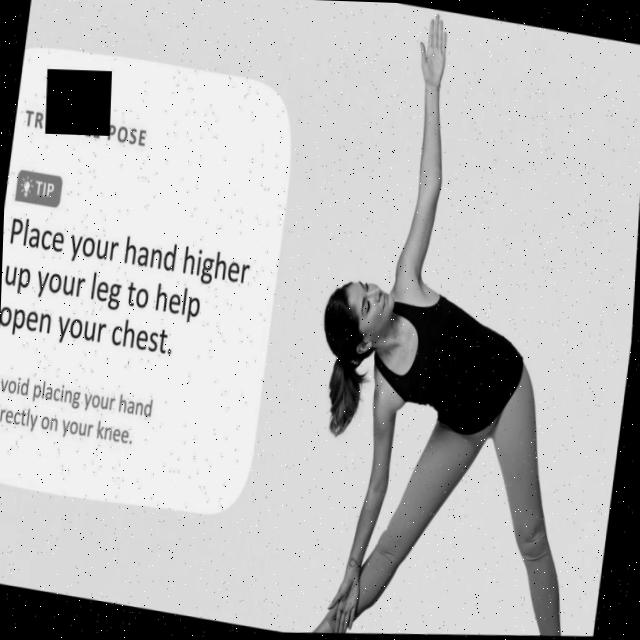 POSE
TIP
Place your hand higher
up your leg to help
open your chest.
void placing your hand
rectly on your knee.